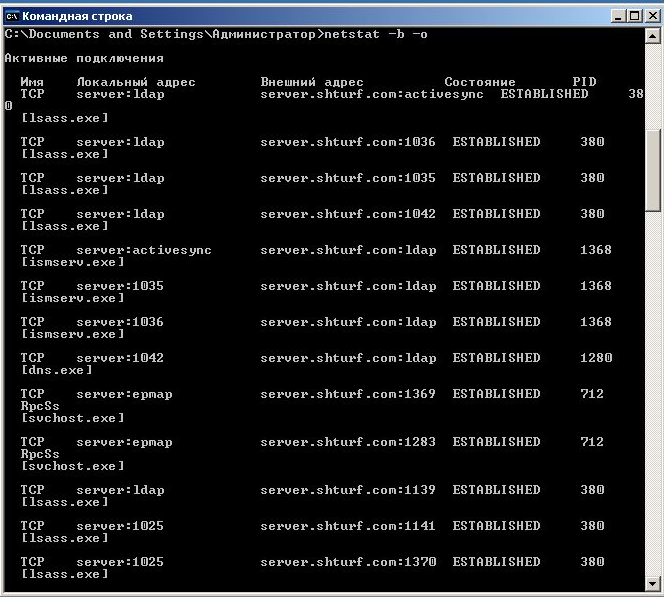 Командная строка
C:\Documents and Settings\Администратор>netstat -b -o
Активные подключения
Имя Локальный адрес Внешний адрес Состояние PID
TCP server:ldap server.shturf.com:activesync ESTABLISHED 38
0
[lsass.exe]
TCP server:ldap server.shturf.com:1036 ESTABLISHED 380
[lsass.exe]
TCP server:ldap server.shturf.com:1035 ESTABLISHED 380
[lsass.exe]
TCP server:ldap server.shturf.com:1042 ESTABLISHED 380
[lsass.exe]
TCP server:activesync server.shturf.com:ldap ESTABLISHED 1368
[ismserv.exe]
TCP server:1035 server.shturf.com:ldap ESTABLISHED 1368
[ismserv.exe]
TCP server:1036 server.shturf.com:ldap ESTABLISHED 1368
[ismserv.exe]
TCP server:1042 server.shturf.com:ldap ESTABLISHED 1280
[dns.exe]
TCP server:epmap server.shturf.com:1369 ESTABLISHED 712
RpcSs
[svchost.exe]
TCP server:epmap server.shturf.com:1283 ESTABLISHED 712
RpcSs
[svchost.exe]
TCP server:ldap server.shturf.com:1139 ESTABLISHED 380
[lsass.exe]
TCP server:1025 server.shturf.com:1141 ESTABLISHED 380
[lsass.exe]
TCP server:1025 server.shturf.com:1370 ESTABLISHED 380
[lsass.exe]